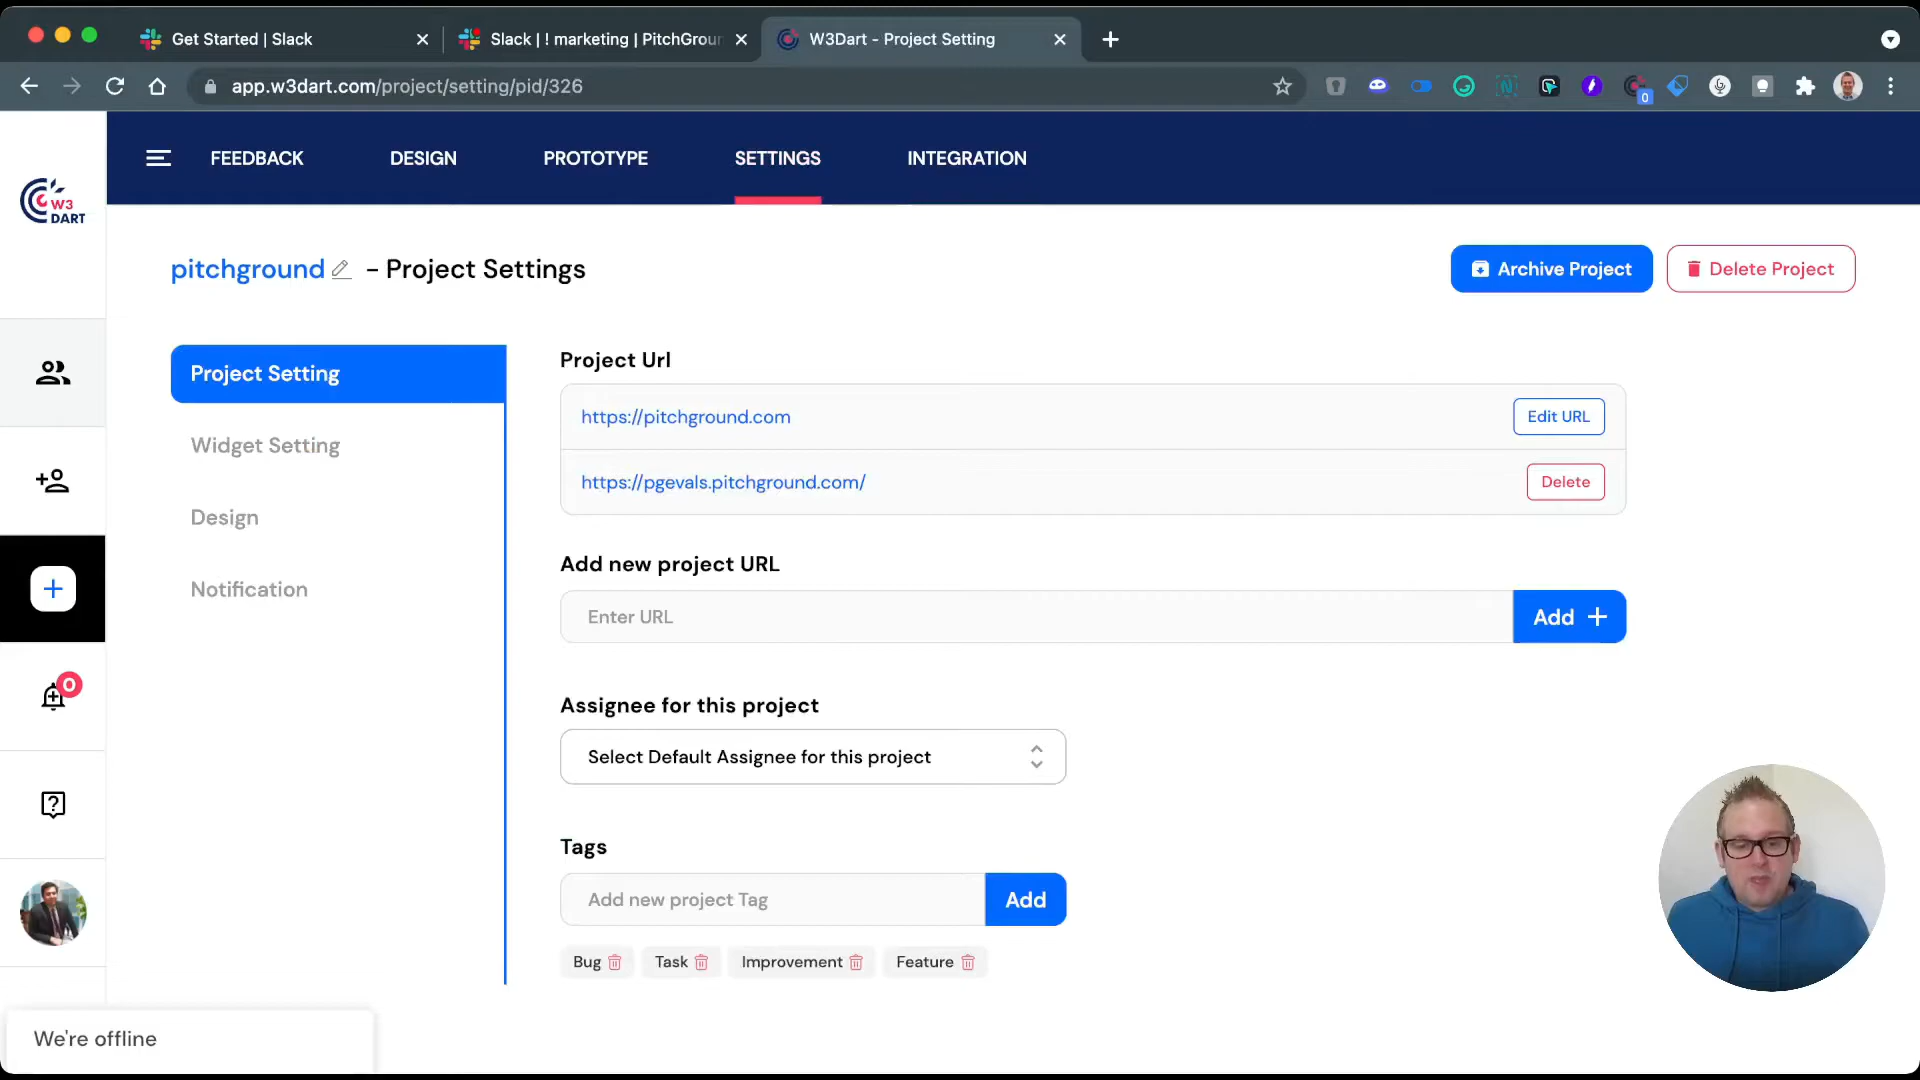 Get Started | Slack
Slack | ! marketing | PitchGroun
W3Dart - Project Setting
app.w3dart.com/project/setting/pid/326
0
W3
DART
FEEDBACK
DESIGN
PROTOTYPE
SETTINGS
INTEGRATION
pitchground - Project Settings
Archive Project
Delete Project
Project Setting
Widget Setting
Design
Notification
0
Project Url
https://pitchground.com
Edit URL
https://pgevals.pitchground.com/
Delete
Add new project URL
Enter URL
Add +
Assignee for this project
Select Default Assignee for this project
Tags
Add new project Tag
Add
Bug
Task
Improvement
Feature
We're offline